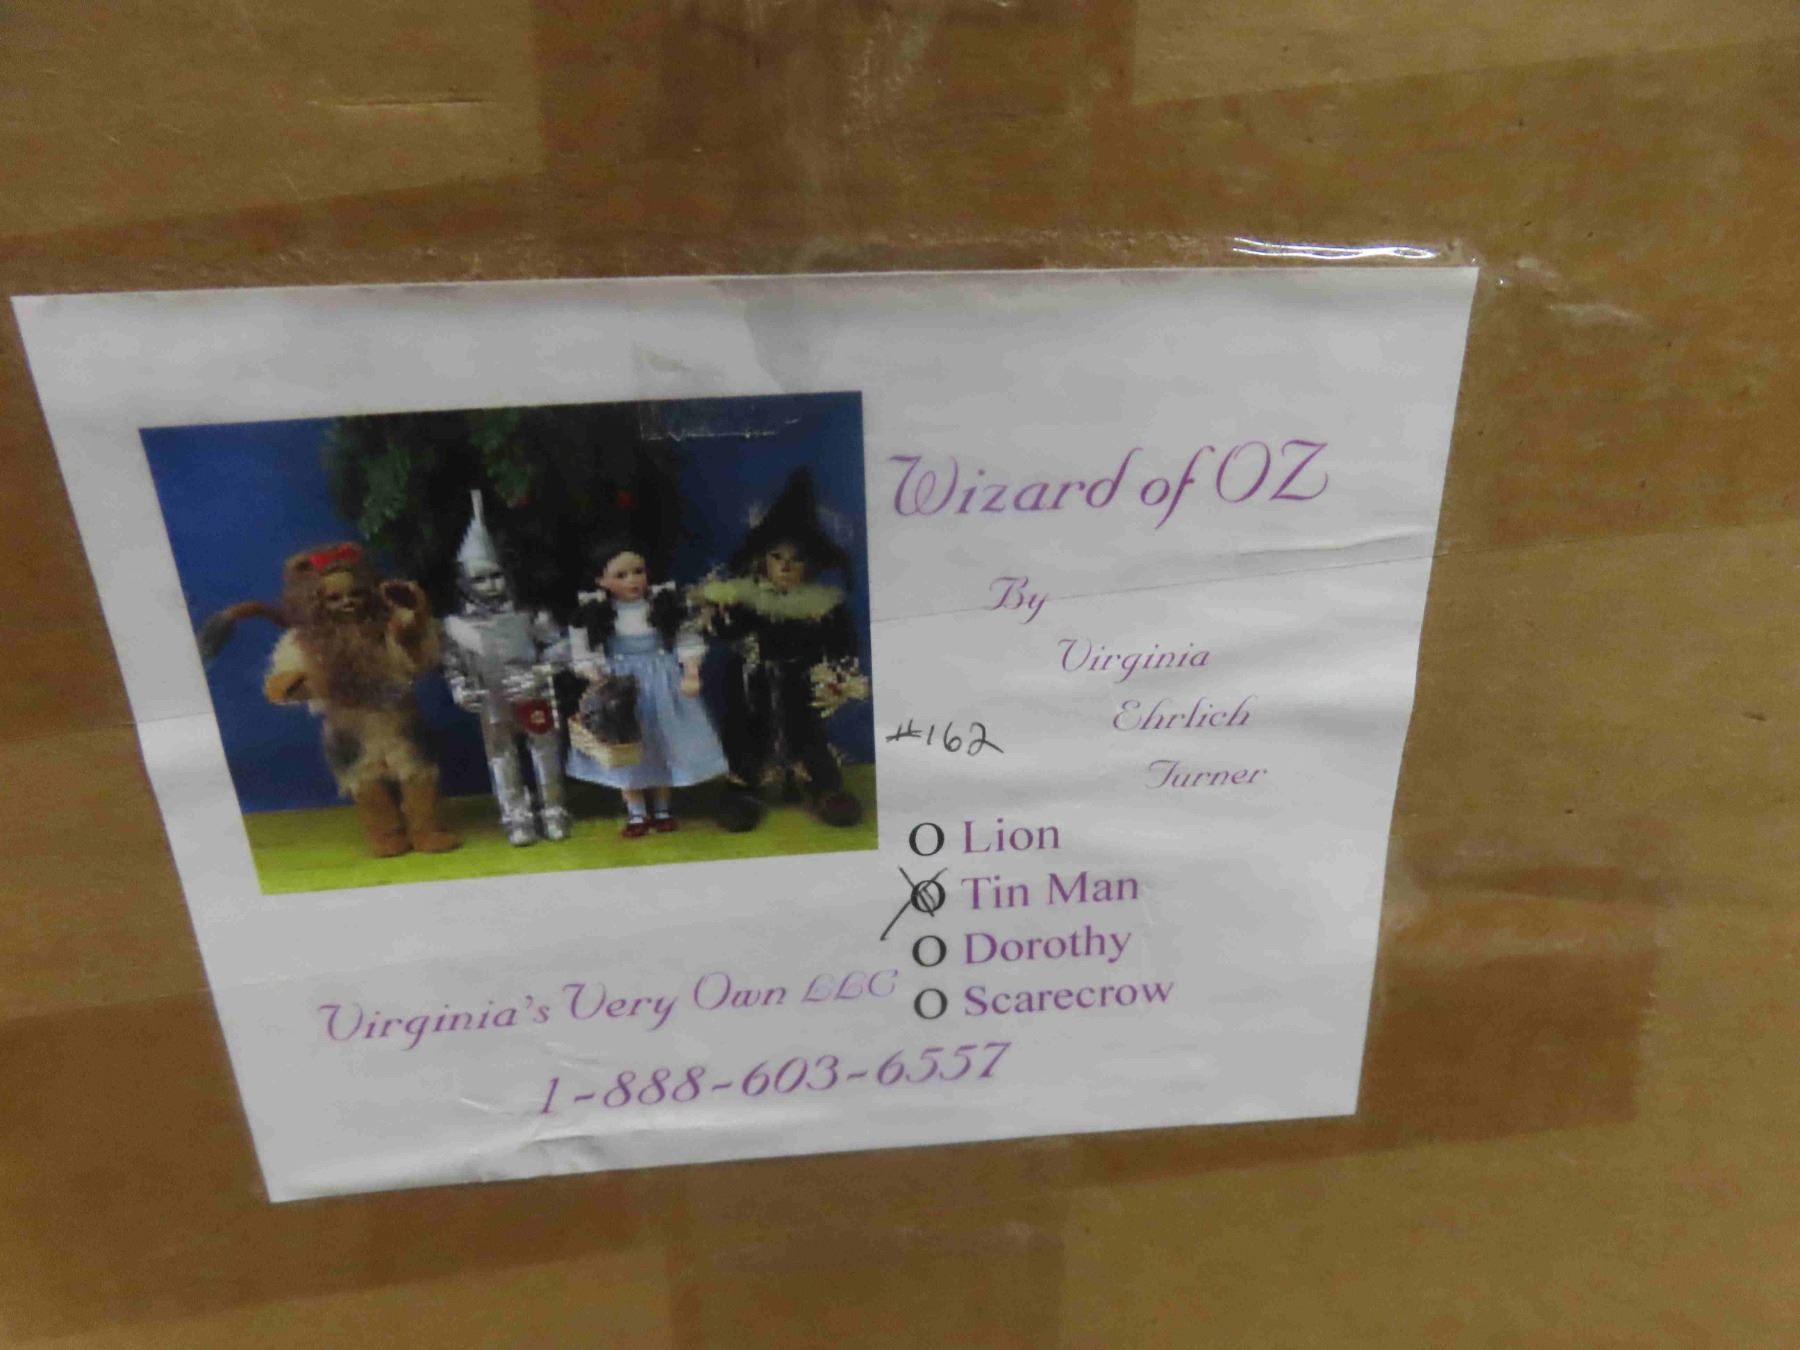 Wizard of OZ
By
Virginia
Ehrlich
Turner
#162
O Lion
O Tin Man
O Dorothy
O Scarecrow
Virginia's Very Own LLC
1-888-603-6557